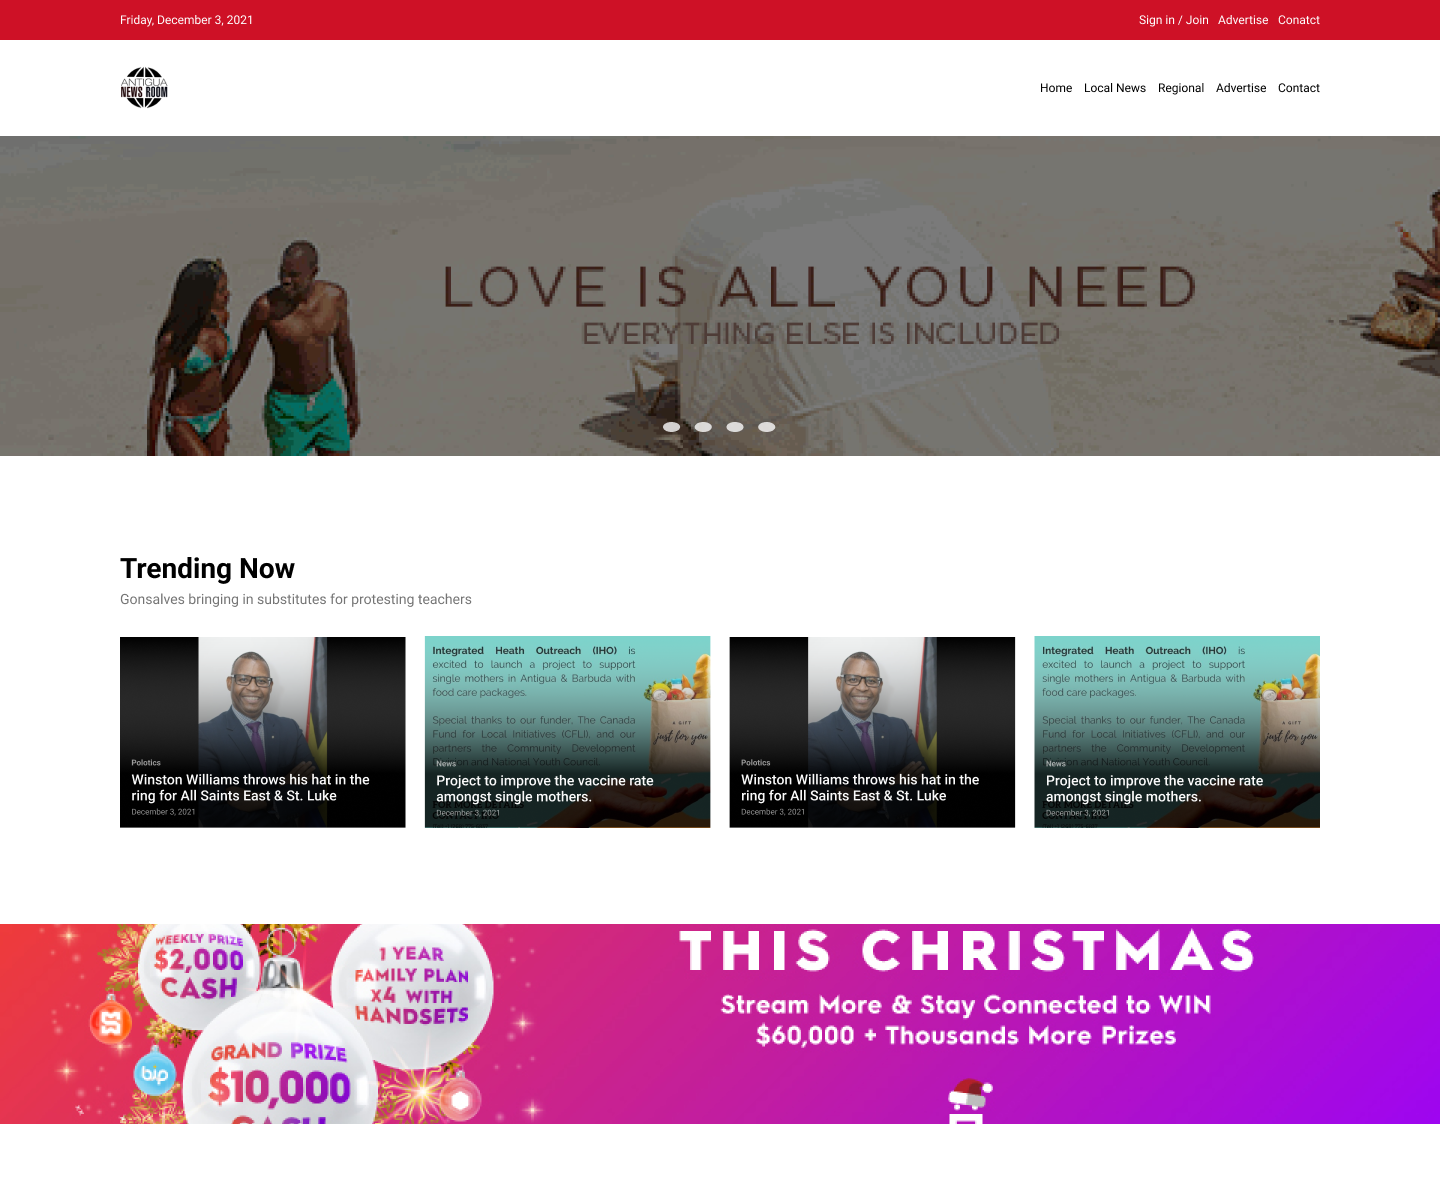 Friday, December 3, 2021
Sign in / Join Advertise Conatct
ANTIGUA
NEWS ROOM
Home Local News Regional Advertise Contact
LOVE IS ALL YOU NEED
EVERYTHING ELSE IS INCLUDED
Trending Now
Gonsalves bringing in substitutes for protesting teachers
Polotics
Winston Williams throws his hat in the
ring for All Saints East & St. Luke
December 3, 2021
Integrated Heath Outreach (IHO) is
excited to launch a project to support
single mothers in Antigua & Barbuda with
food care packages.
Special thanks to our funder, The Canada
Fund for Local Initiatives (CFLI), and our
partners the Community Development
and National Youth Council.
A GIFT
just for you
News
Project to improve the vaccine rate
amongst single mothers.
December 3, 2021
Polotics
Winston Williams throws his hat in the
ring for All Saints East & St. Luke
December 3, 2021
Integrated Heath Outreach (IHO) is
excited to launch a project to support
single mothers in Antigua & Barbuda with
food care packages.
Special thanks to our funder, The Canada
Fund for Local Initiatives (CFLI), and our
partners the Community Development
and National Youth Council.
A GIFT
just for you
News
Project to improve the vaccine rate
amongst single mothers.
December 3, 2021
WEEKLY PRIZE
$2,000
CASH
1 YEAR
FAMILY PLAN
x4 WITH
HANDSETS
GRAND PRIZE
$10,000
CASH
bip
THIS CHRISTMAS
Stream More & Stay Connected to WIN
$60,000 + Thousands More Prizes